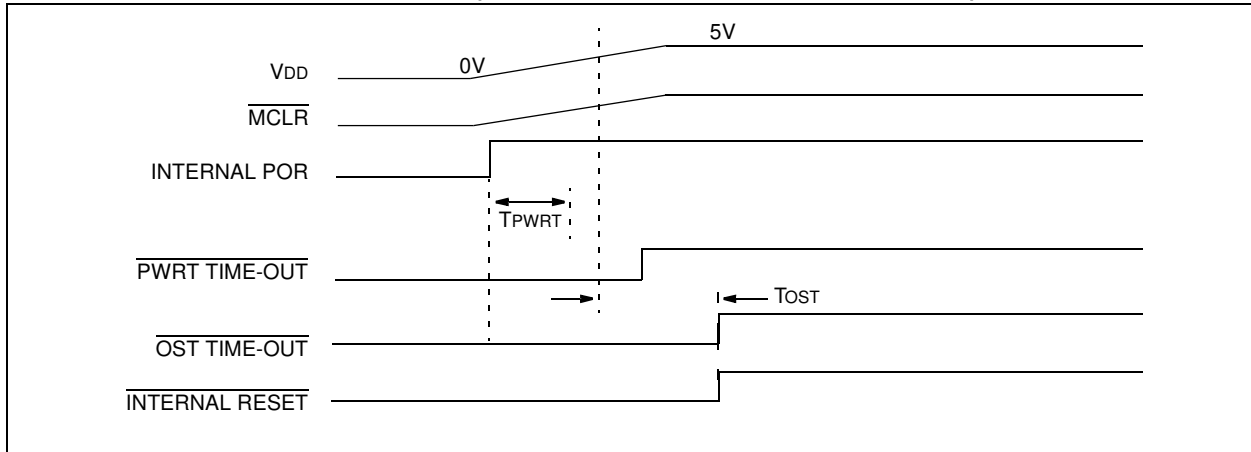 5V
VDD 0V
MCLR
INTERNAL POR
TPWRT
PWRT TIME-OUT
TOST
OST TIME-OUT
INTERNAL RESET